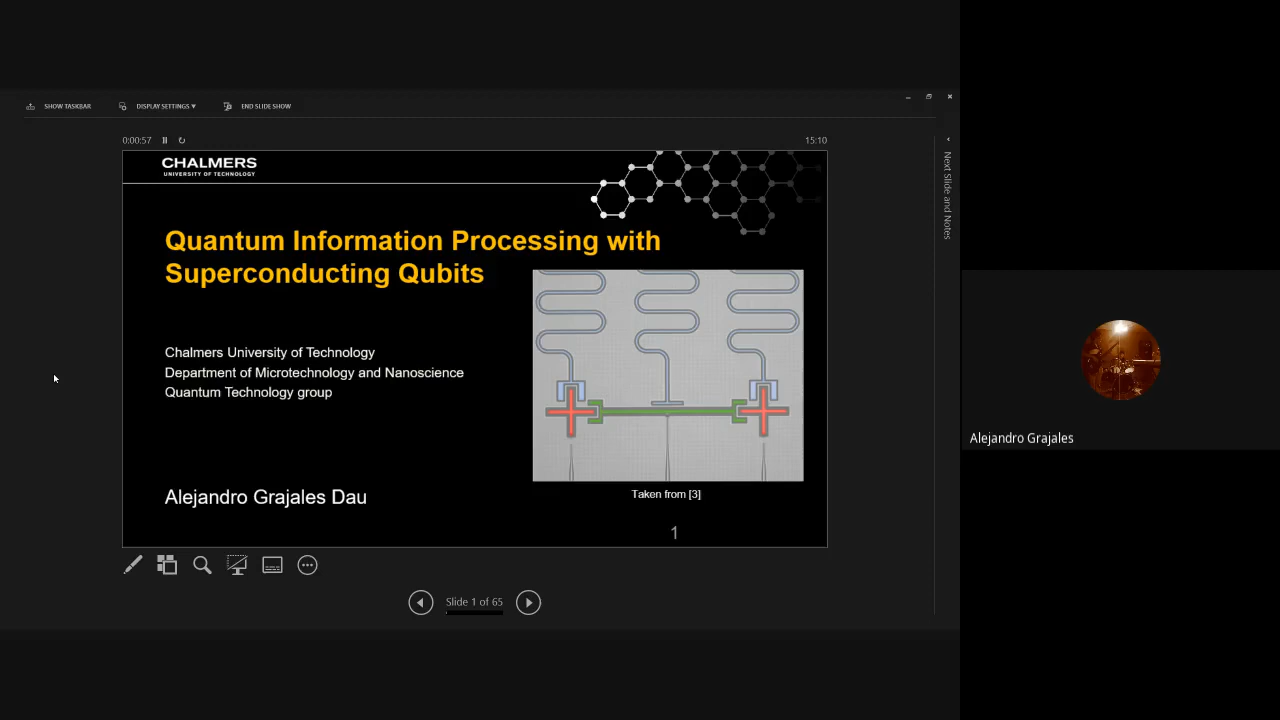 SHOW TASKBAR
DISPLAY SETTINGS ▼
END SLIDE SHOW
0:00:57
15:10
CHALMERS
UNIVERSITY OF TECHNOLOGY
Quantum Information Processing with
Superconducting Qubits
Chalmers University of Technology
Department of Microtechnology and Nanoscience
Quantum Technology group
Alejandro Grajales Dau
Taken from [3]
1
Slide 1 of 65
Next Slide and Notes
Alejandro Grajales